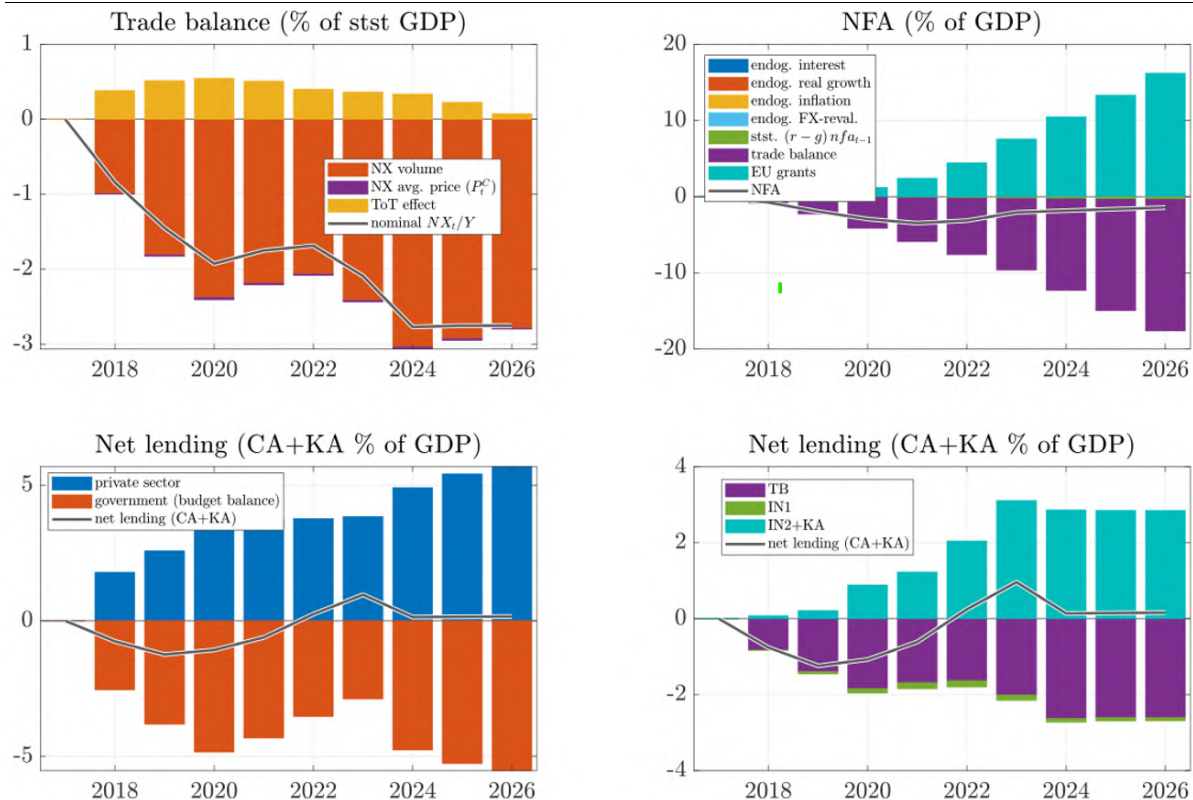 Trade balance (% of stst GDP)
1
0
-1
-2
-3
NX volume
NX avg. price (P_t^C)
ToT effect
nominal NX_t/Y
2018 2020 2022 2024 2026
NFA (% of GDP)
20
10
0
-10
-20
endog. interest
endog. real growth
endog. inflation
endog. FX-reval.
stst. (r − g)nfa_{t−1}
trade balance
EU grants
NFA
2018 2020 2022 2024 2026
Net lending (CA+KA % of GDP)
5
0
-5
private sector
government (budget balance)
net lending (CA+KA)
2018 2020 2022 2024 2026
Net lending (CA+KA % of GDP)
4
2
0
-2
-4
TB
IN1
IN2+KA
net lending (CA+KA)
2018 2020 2022 2024 2026